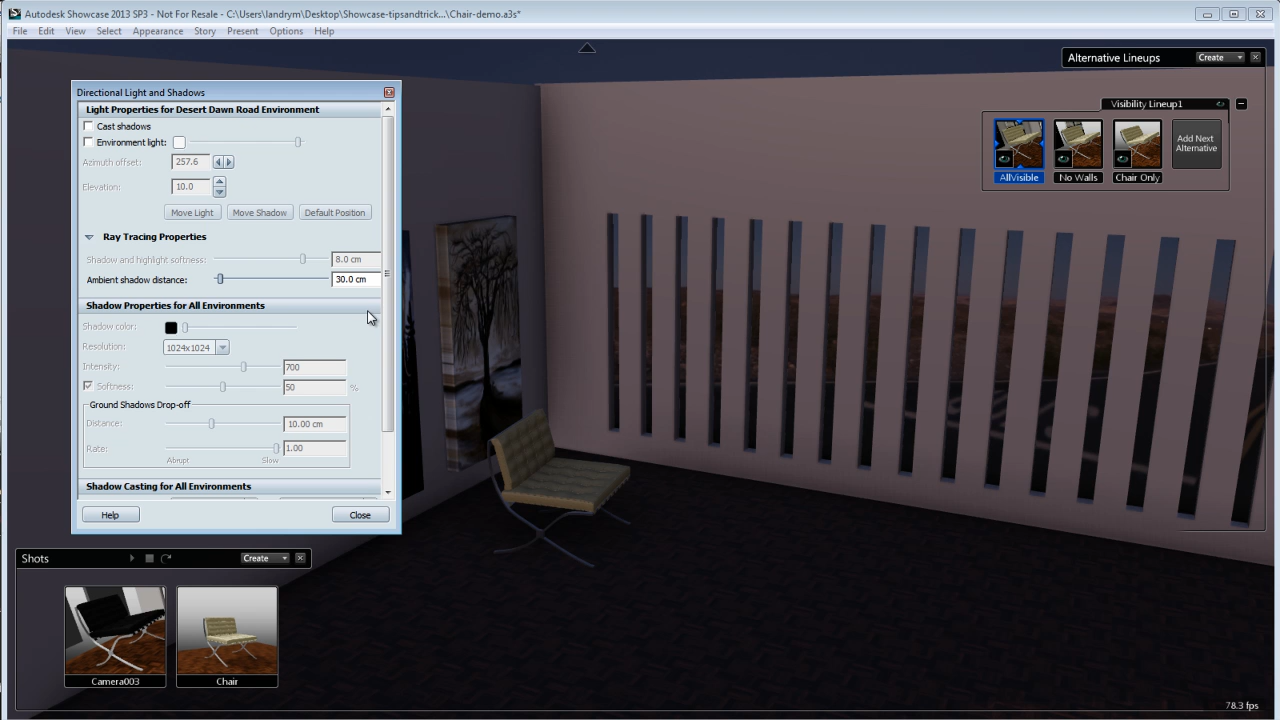 Autodesk Showcase 2013 SP3 - Not For Resale - C:\Users\landrym\Desktop\Showcase-tipsandtrick...\Chair-demo.a3s*
File Edit View Select Appearance Story Present Options Help
Alternative Lineups Create
Visibility Lineup1
Add Next
Alternative
AllVisible No Walls Chair Only
Directional Light and Shadows
Light Properties for Desert Dawn Road Environment
Cast shadows
Environment light:
Azimuth offset: 257.6
Elevation: 10.0
Move Light Move Shadow Default Position
Ray Tracing Properties
Shadow and highlight softness: 8.0 cm
Ambient shadow distance: 30.0 cm
Shadow Properties for All Environments
Shadow color:
Resolution: 1024x1024
Intensity: 700
Softness: 50 %
Ground Shadows Drop-off
Distance: 10.00 cm
Rate: 1.00
Abrupt Slow
Shadow Casting for All Environments
Help Close
Shots Create
Camera003 Chair
78.3 fps